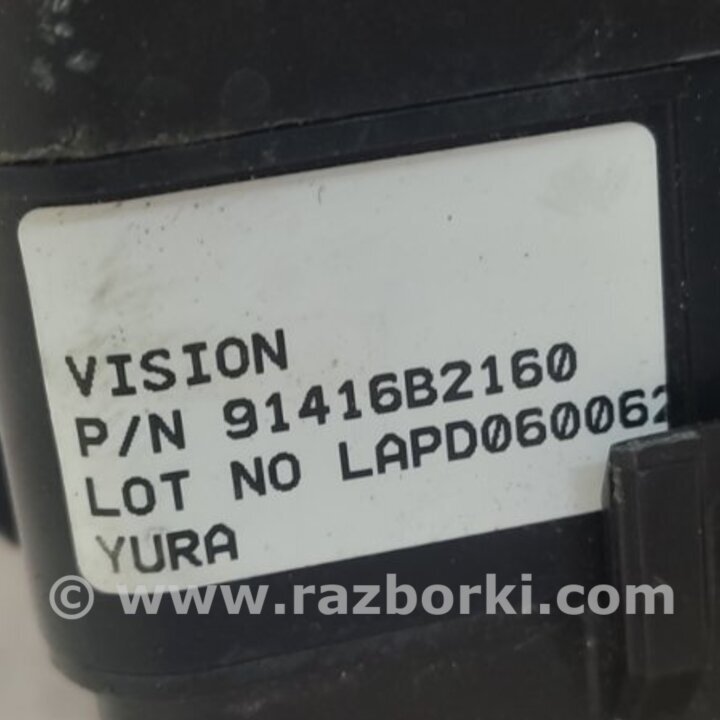 VISION
P/N 91416B2160
LOT NO LAPD060062
YURA
© www.razborki.com